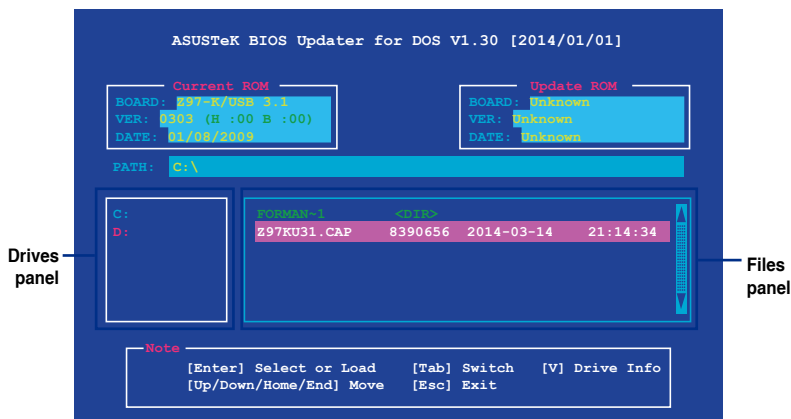 ASUSTeK BIOS Updater for DOS V1.30 [2014/01/01]
Current ROM
BOARD: Z97-K/USB 3.1
VER: 0303 (H :00 B :00)
DATE: 01/08/2009
Update ROM
BOARD: Unknown
VER: Unknown
DATE: Unknown
PATH: C:\
C:
D:
FORMAN~1 <DIR>
Z97KU31.CAP 8390656 2014-03-14 21:14:34
Drives
panel
Files
panel
Note
[Enter] Select or Load [Tab] Switch [V] Drive Info
[Up/Down/Home/End] Move [Esc] Exit